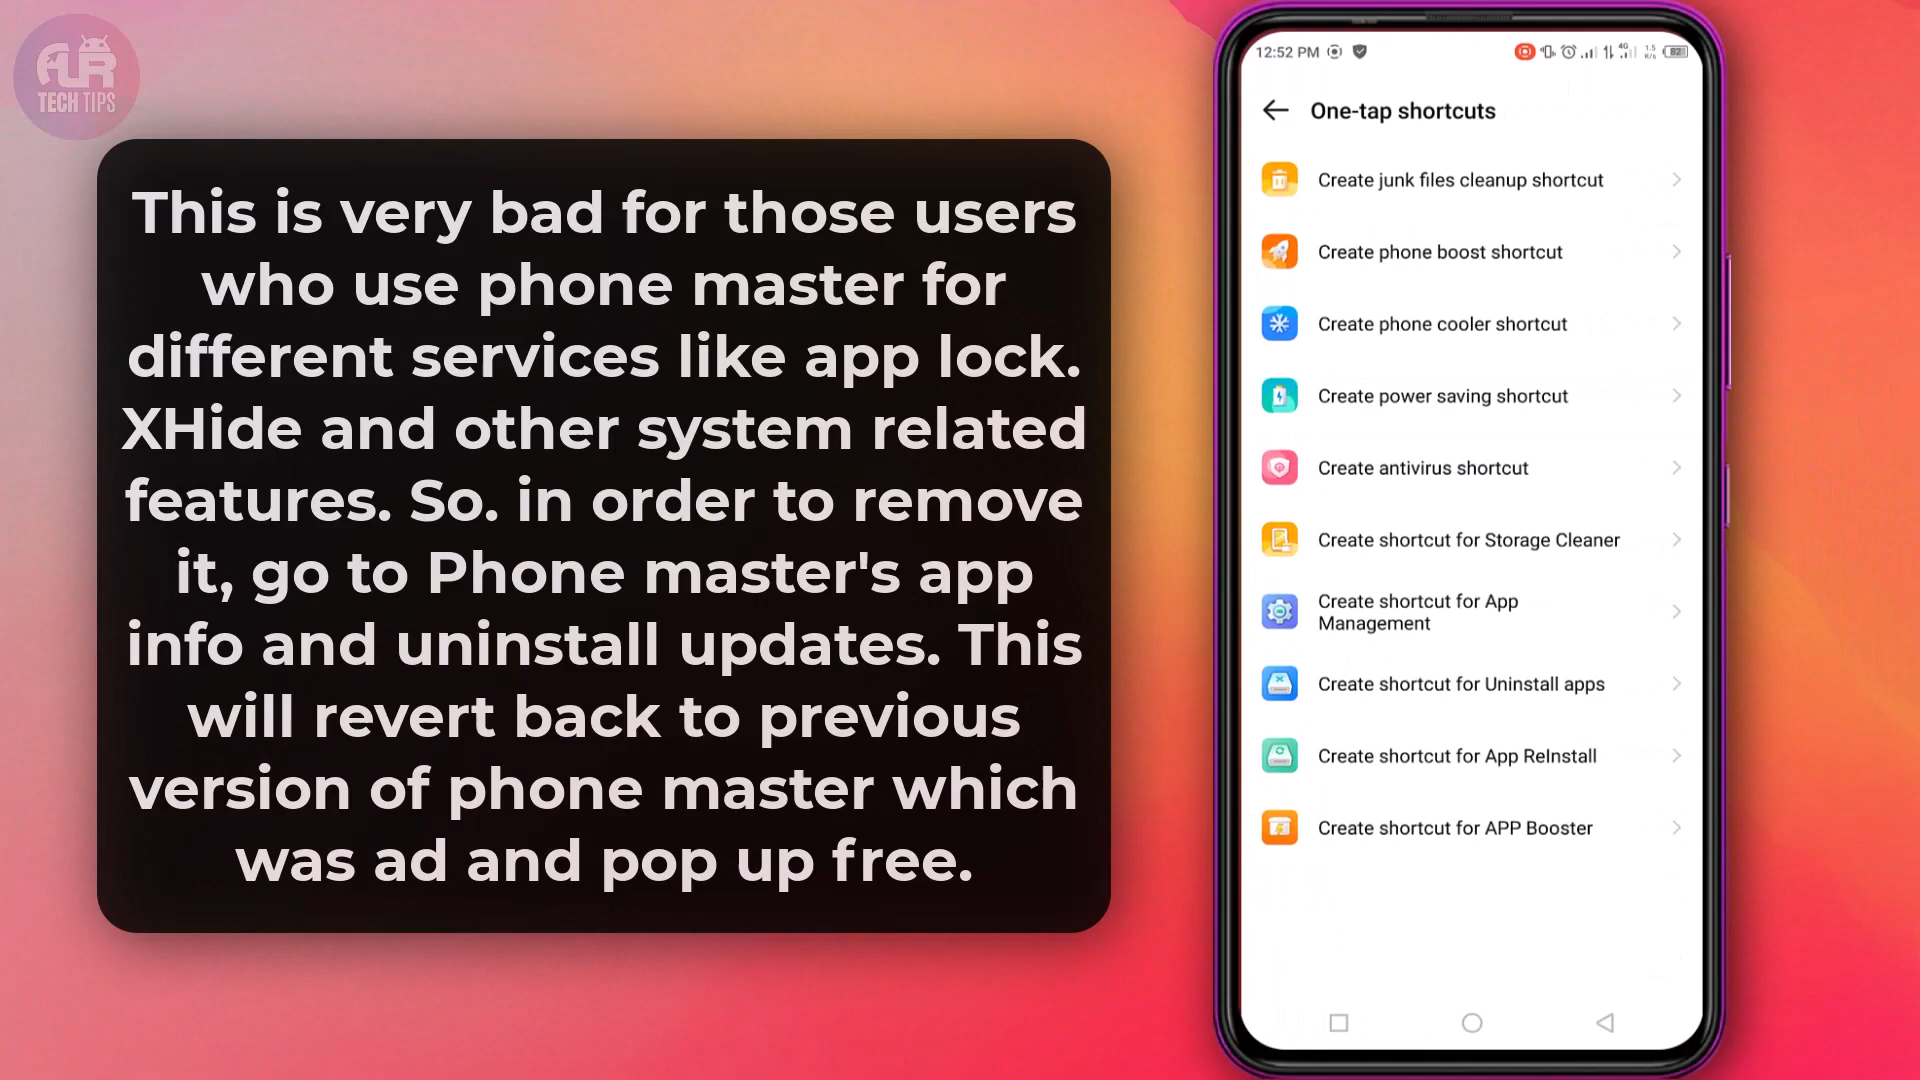 ALR
TECH TIPS
This is very bad for those users
who use phone master for
different services like app lock.
XHide and other system related
features. So. in order to remove
it, go to Phone master's app
info and uninstall updates. This
will revert back to previous
version of phone master which
was ad and pop up free.
12:52 PM
4G
1.5
K/s
82
One-tap shortcuts
Create junk files cleanup shortcut
Create phone boost shortcut
Create phone cooler shortcut
Create power saving shortcut
Create antivirus shortcut
Create shortcut for Storage Cleaner
Create shortcut for App
Management
Create shortcut for Uninstall apps
Create shortcut for App ReInstall
Create shortcut for APP Booster